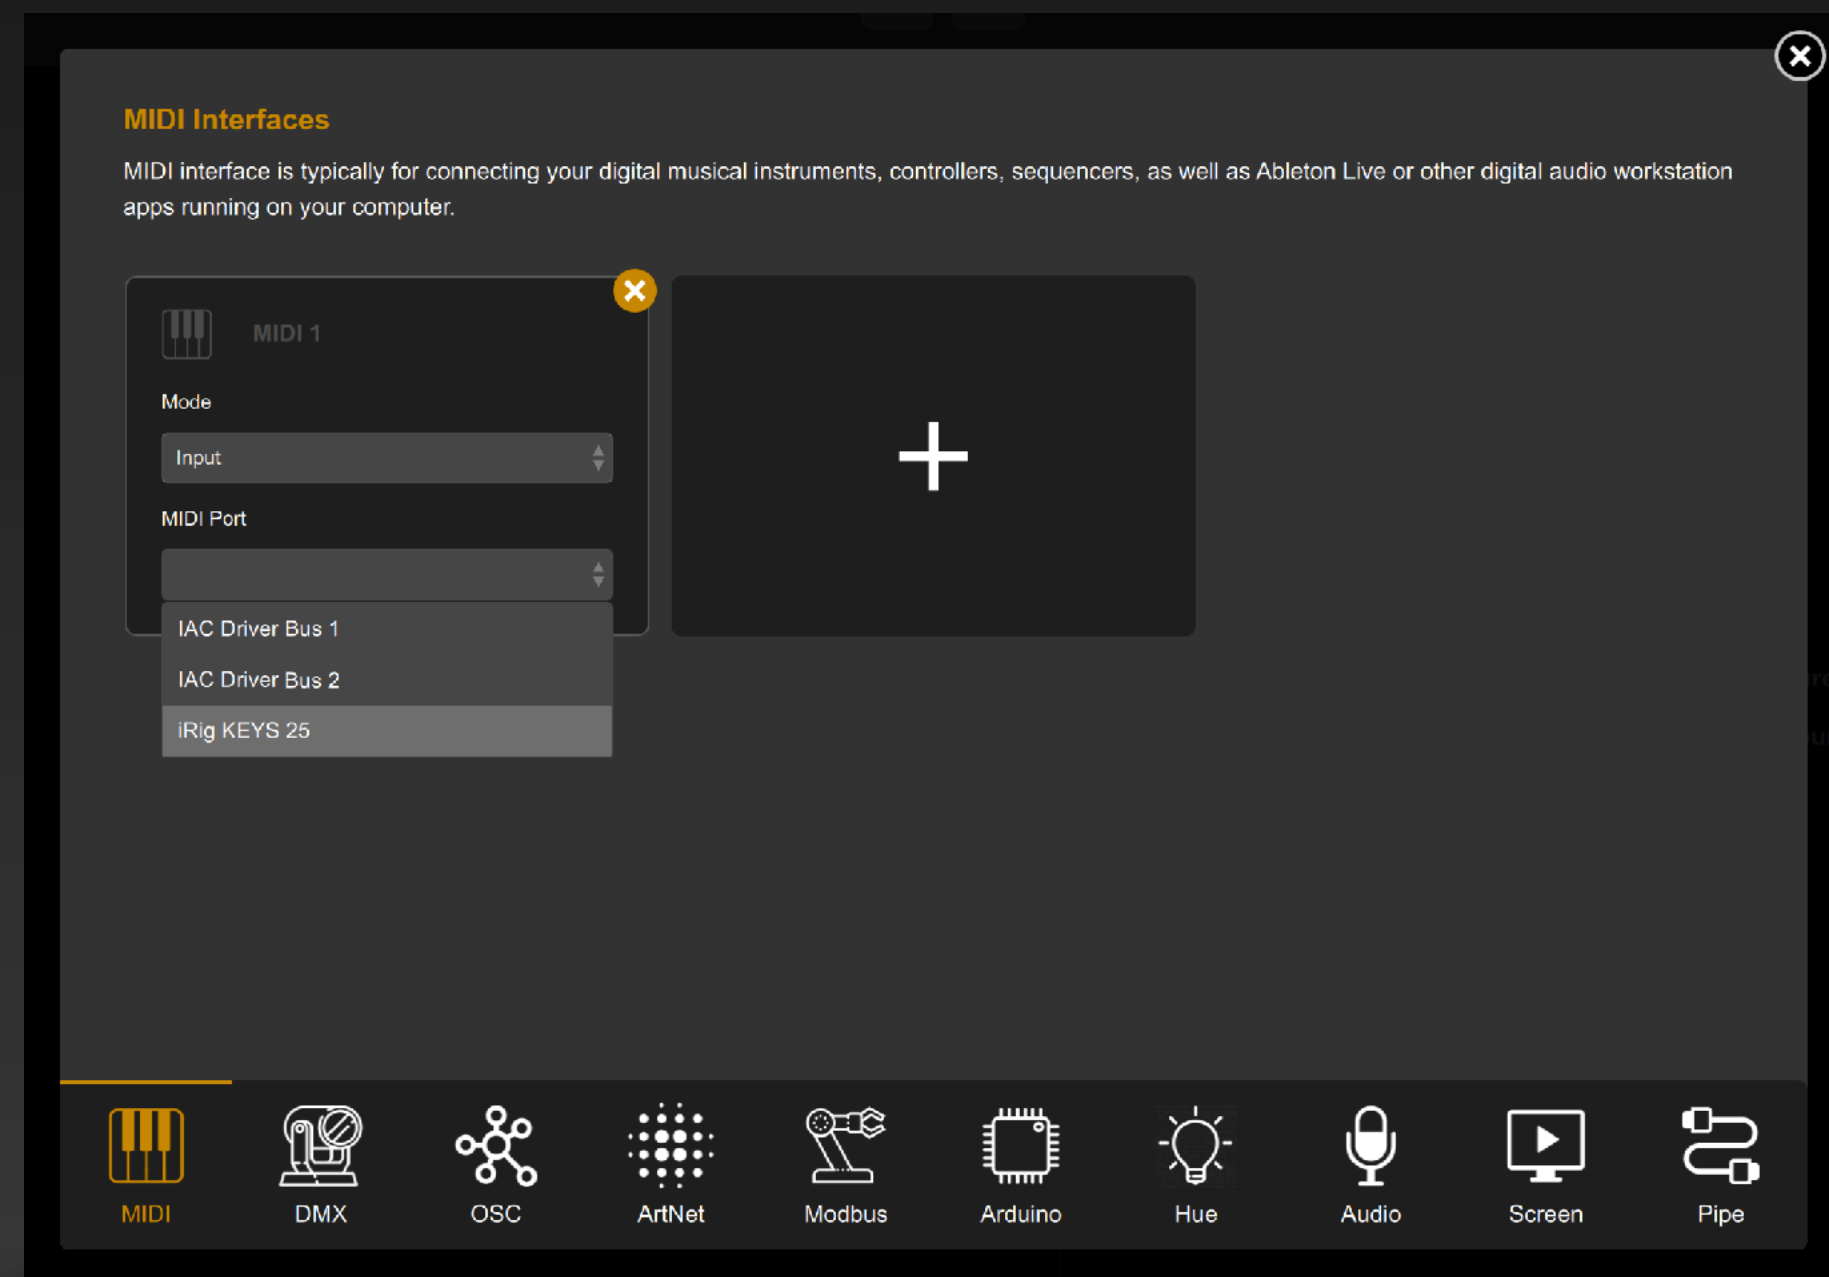 MIDI Interfaces
MIDI interface is typically for connecting your digital musical instruments, controllers, sequencers, as well as Ableton Live or other digital audio workstation
apps running on your computer.
MIDI 1
Mode
Input
MIDI Port
IAC Driver Bus 1
IAC Driver Bus 2
iRig KEYS 25
MIDI
DMX
OSC
ArtNet
Modbus
Arduino
Hue
Audio
Screen
Pipe